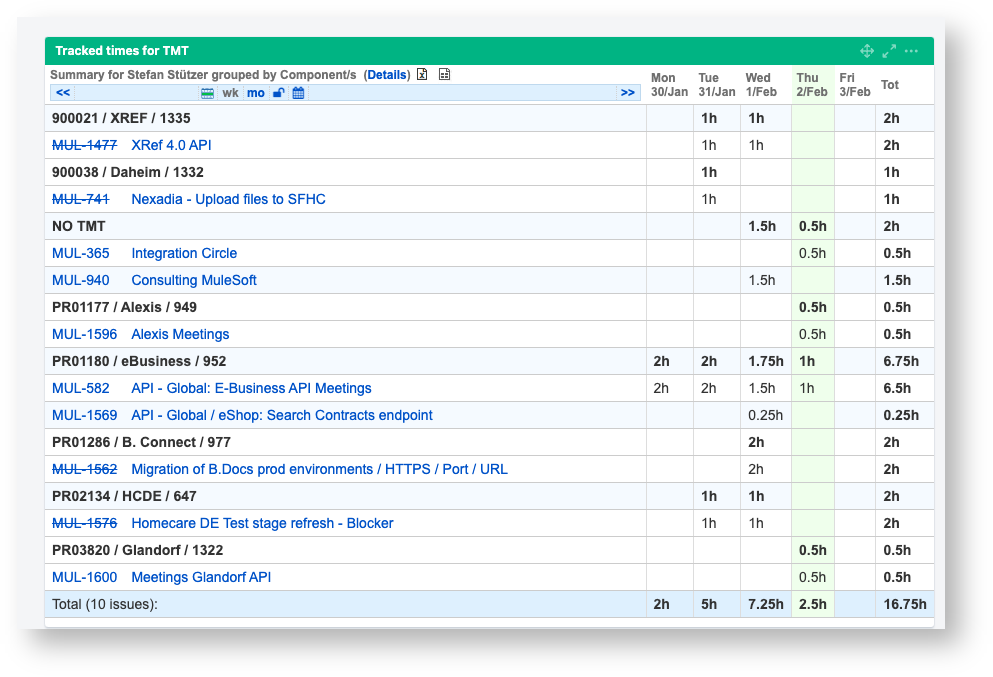 Tracked times for TMT
Summary for Stefan Stützer grouped by Component/s (Details)
<< wk mo >>
Mon 30/Jan Tue 31/Jan Wed 1/Feb Thu 2/Feb Fri 3/Feb Tot
900021 / XREF / 1335 1h 1h 2h
MUL-1477 XRef 4.0 API 1h 1h 2h
900038 / Daheim / 1332 1h 1h
MUL-741 Nexadia - Upload files to SFHC 1h 1h
NO TMT 1.5h 0.5h 2h
MUL-365 Integration Circle 0.5h 0.5h
MUL-940 Consulting MuleSoft 1.5h 1.5h
PR01177 / Alexis / 949 0.5h 0.5h
MUL-1596 Alexis Meetings 0.5h 0.5h
PR01180 / eBusiness / 952 2h 2h 1.75h 1h 6.75h
MUL-582 API - Global: E-Business API Meetings 2h 2h 1.5h 1h 6.5h
MUL-1569 API - Global / eShop: Search Contracts endpoint 0.25h 0.25h
PR01286 / B. Connect / 977 2h 2h
MUL-1562 Migration of B.Docs prod environments / HTTPS / Port / URL 2h 2h
PR02134 / HCDE / 647 1h 1h 2h
MUL-1576 Homecare DE Test stage refresh - Blocker 1h 1h 2h
PR03820 / Glandorf / 1322 0.5h 0.5h
MUL-1600 Meetings Glandorf API 0.5h 0.5h
Total (10 issues): 2h 5h 7.25h 2.5h 16.75h